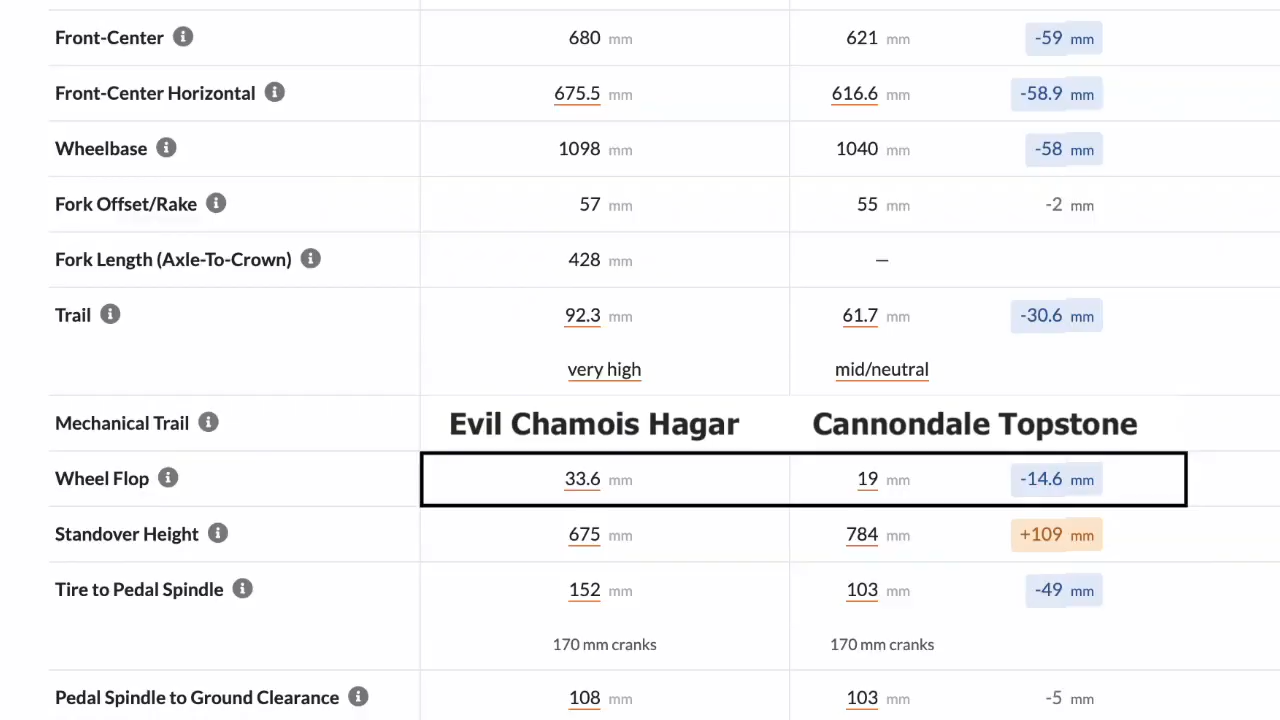 Front-Center 680 mm 621 mm -59 mm
Front-Center Horizontal 675.5 mm 616.6 mm -58.9 mm
Wheelbase 1098 mm 1040 mm -58 mm
Fork Offset/Rake 57 mm 55 mm -2 mm
Fork Length (Axle-To-Crown) 428 mm —
Trail 92.3 mm 61.7 mm -30.6 mm
very high mid/neutral
Mechanical Trail Evil Chamois Hagar Cannondale Topstone
Wheel Flop 33.6 mm 19 mm -14.6 mm
Standover Height 675 mm 784 mm +109 mm
Tire to Pedal Spindle 152 mm 103 mm -49 mm
170 mm cranks 170 mm cranks
Pedal Spindle to Ground Clearance 108 mm 103 mm -5 mm